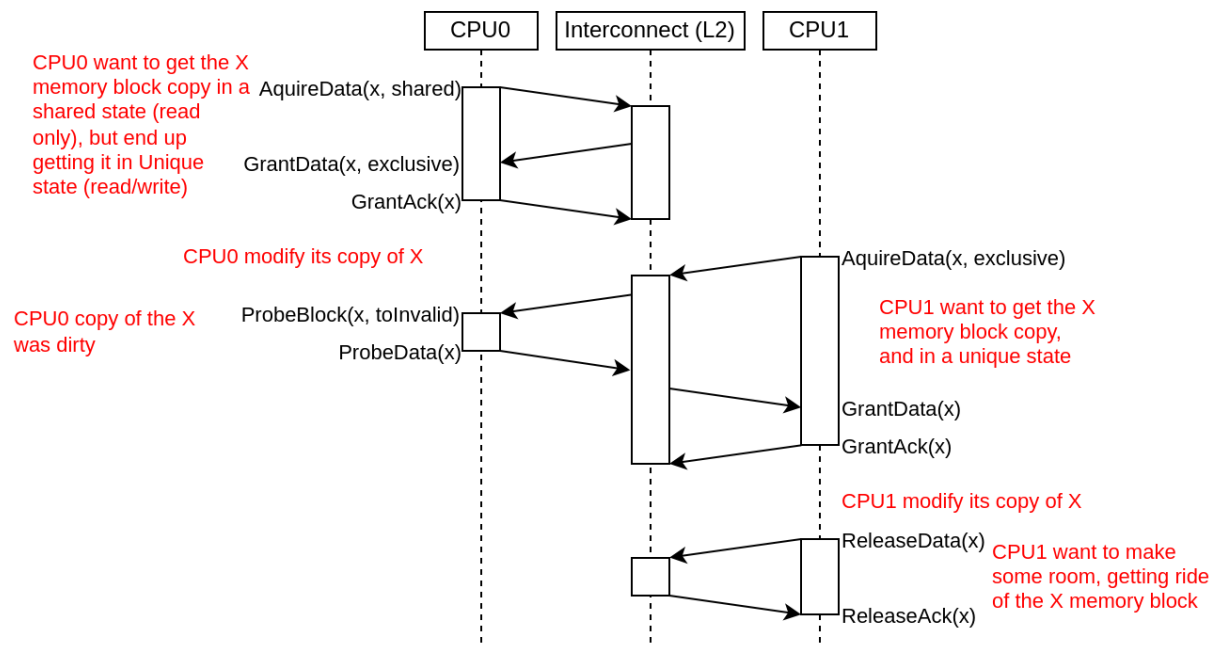 CPU0
Interconnect (L2)
CPU1
CPU0 want to get the X
memory block copy in a
shared state (read
only), but end up
getting it in Unique
state (read/write)
AquireData(x, shared)
GrantData(x, exclusive)
GrantAck(x)
CPU0 modify its copy of X
AquireData(x, exclusive)
CPU0 copy of the X
was dirty
ProbeBlock(x, toInvalid)
ProbeData(x)
CPU1 want to get the X
memory block copy,
and in a unique state
GrantData(x)
GrantAck(x)
CPU1 modify its copy of X
ReleaseData(x)
CPU1 want to make
some room, getting ride
of the X memory block
ReleaseAck(x)